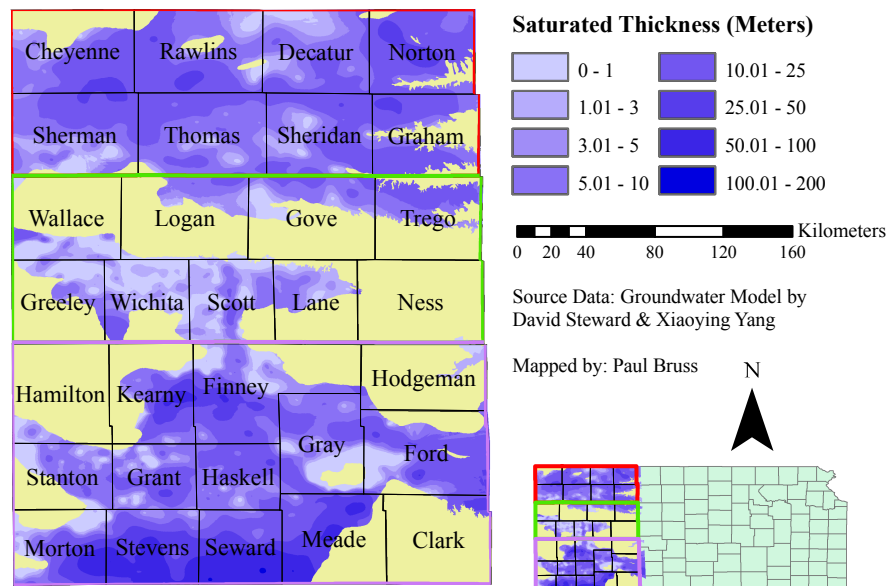 Cheyenne Rawlins Decatur Norton
Sherman Thomas Sheridan Graham
Wallace Logan Gove Trego
Greeley Wichita Scott Lane Ness
Hamilton Kearny Finney Hodgeman
Gray Ford
Stanton Grant Haskell
Morton Stevens Seward Meade Clark
Saturated Thickness (Meters)
0 - 1 10.01 - 25
1.01 - 3 25.01 - 50
3.01 - 5 50.01 - 100
5.01 - 10 100.01 - 200
Kilometers
0 20 40 80 120 160
Source Data: Groundwater Model by
David Steward & Xiaoying Yang
Mapped by: Paul Bruss
N